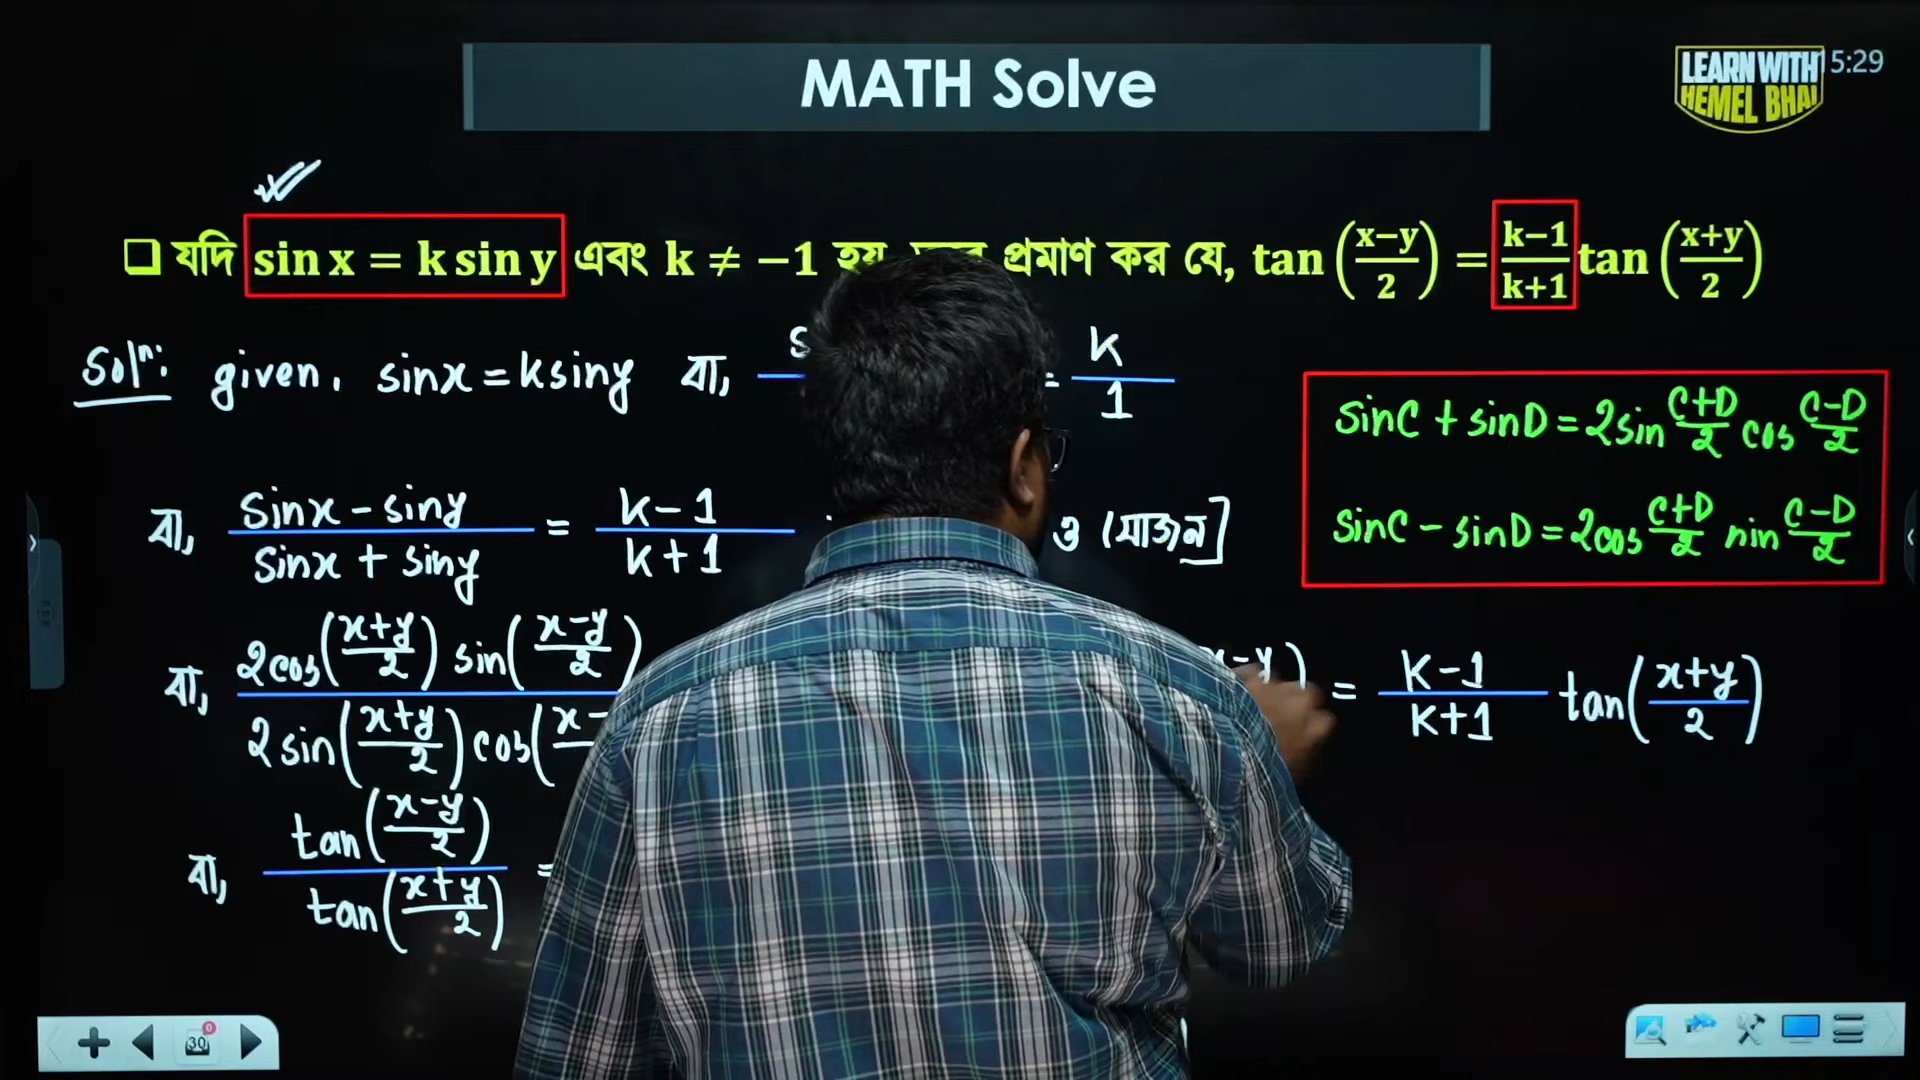 MATH Solve
LEARN WITH
HEMEL BHAI
5:29
❑ যদি sin x = k sin y এবং k ≠ −1 হয় প্রমাণ কর যে, tan((x−y)/2) = (k−1)/(k+1) tan((x+y)/2)
Solⁿ: given, sinx = ksiny বা, = K/1
sinC + sinD = 2sin (C+D)/2 cos (C−D)/2
sinC − sinD = 2cos (C+D)/2 sin (C−D)/2
বা, (sinx − siny)/(sinx + siny) = (k−1)/(k+1) ও যোজন]
বা, 2cos((x+y)/2) sin((x−y)/2)
2sin((x+y)/2) cos(x−
x−y) = (K−1)/(K+1) tan((x+y)/2)
বা, tan((x−y)/2)/tan((x+y)/2) =
30
0